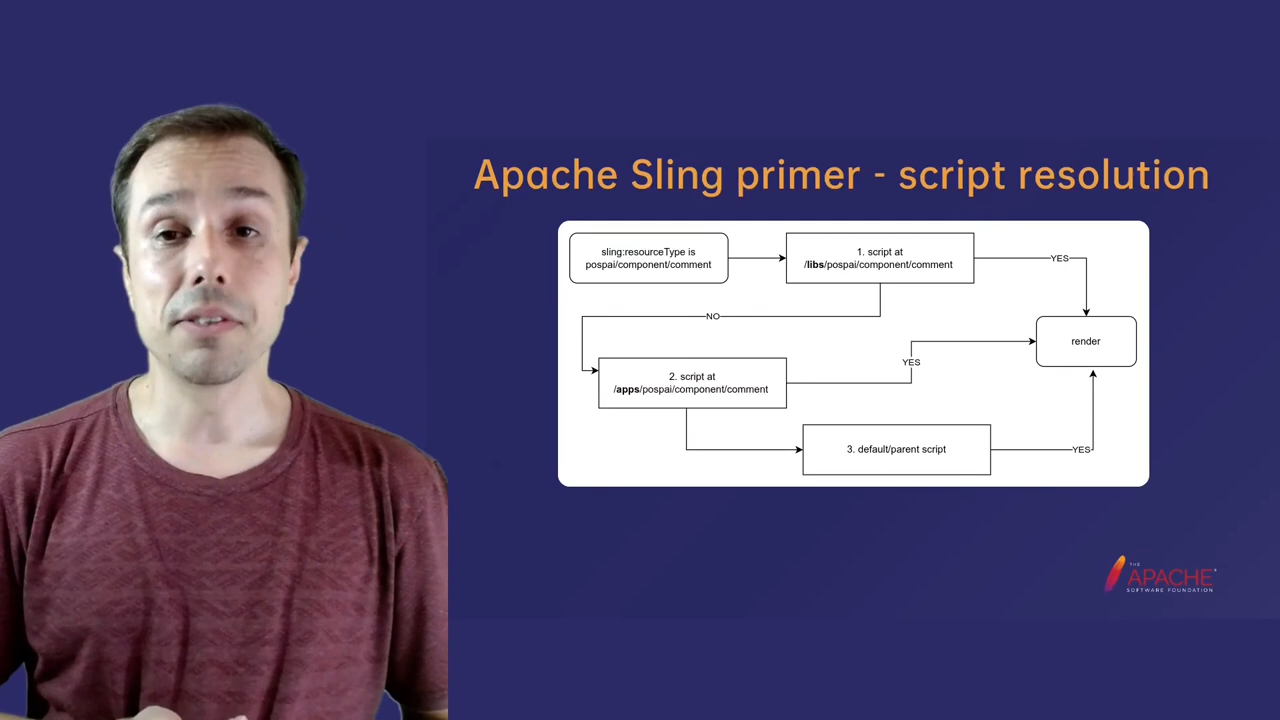 Apache Sling primer - script resolution
sling:resourceType is
pospai/component/comment
1. script at
/libs/pospai/component/comment
YES
NO
render
YES
2. script at
/apps/pospai/component/comment
3. default/parent script
YES
THE
APACHE
SOFTWARE FOUNDATION